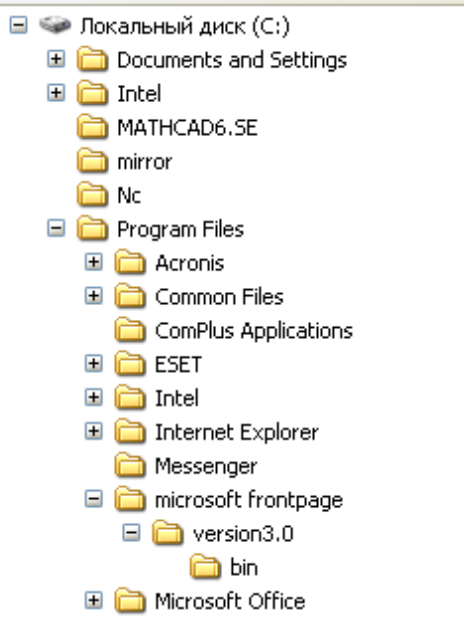 Локальный диск (C:)
Documents and Settings
Intel
MATHCAD6.SE
mirror
Nc
Program Files
Acronis
Common Files
ComPlus Applications
ESET
Intel
Internet Explorer
Messenger
microsoft frontpage
version3.0
bin
Microsoft Office